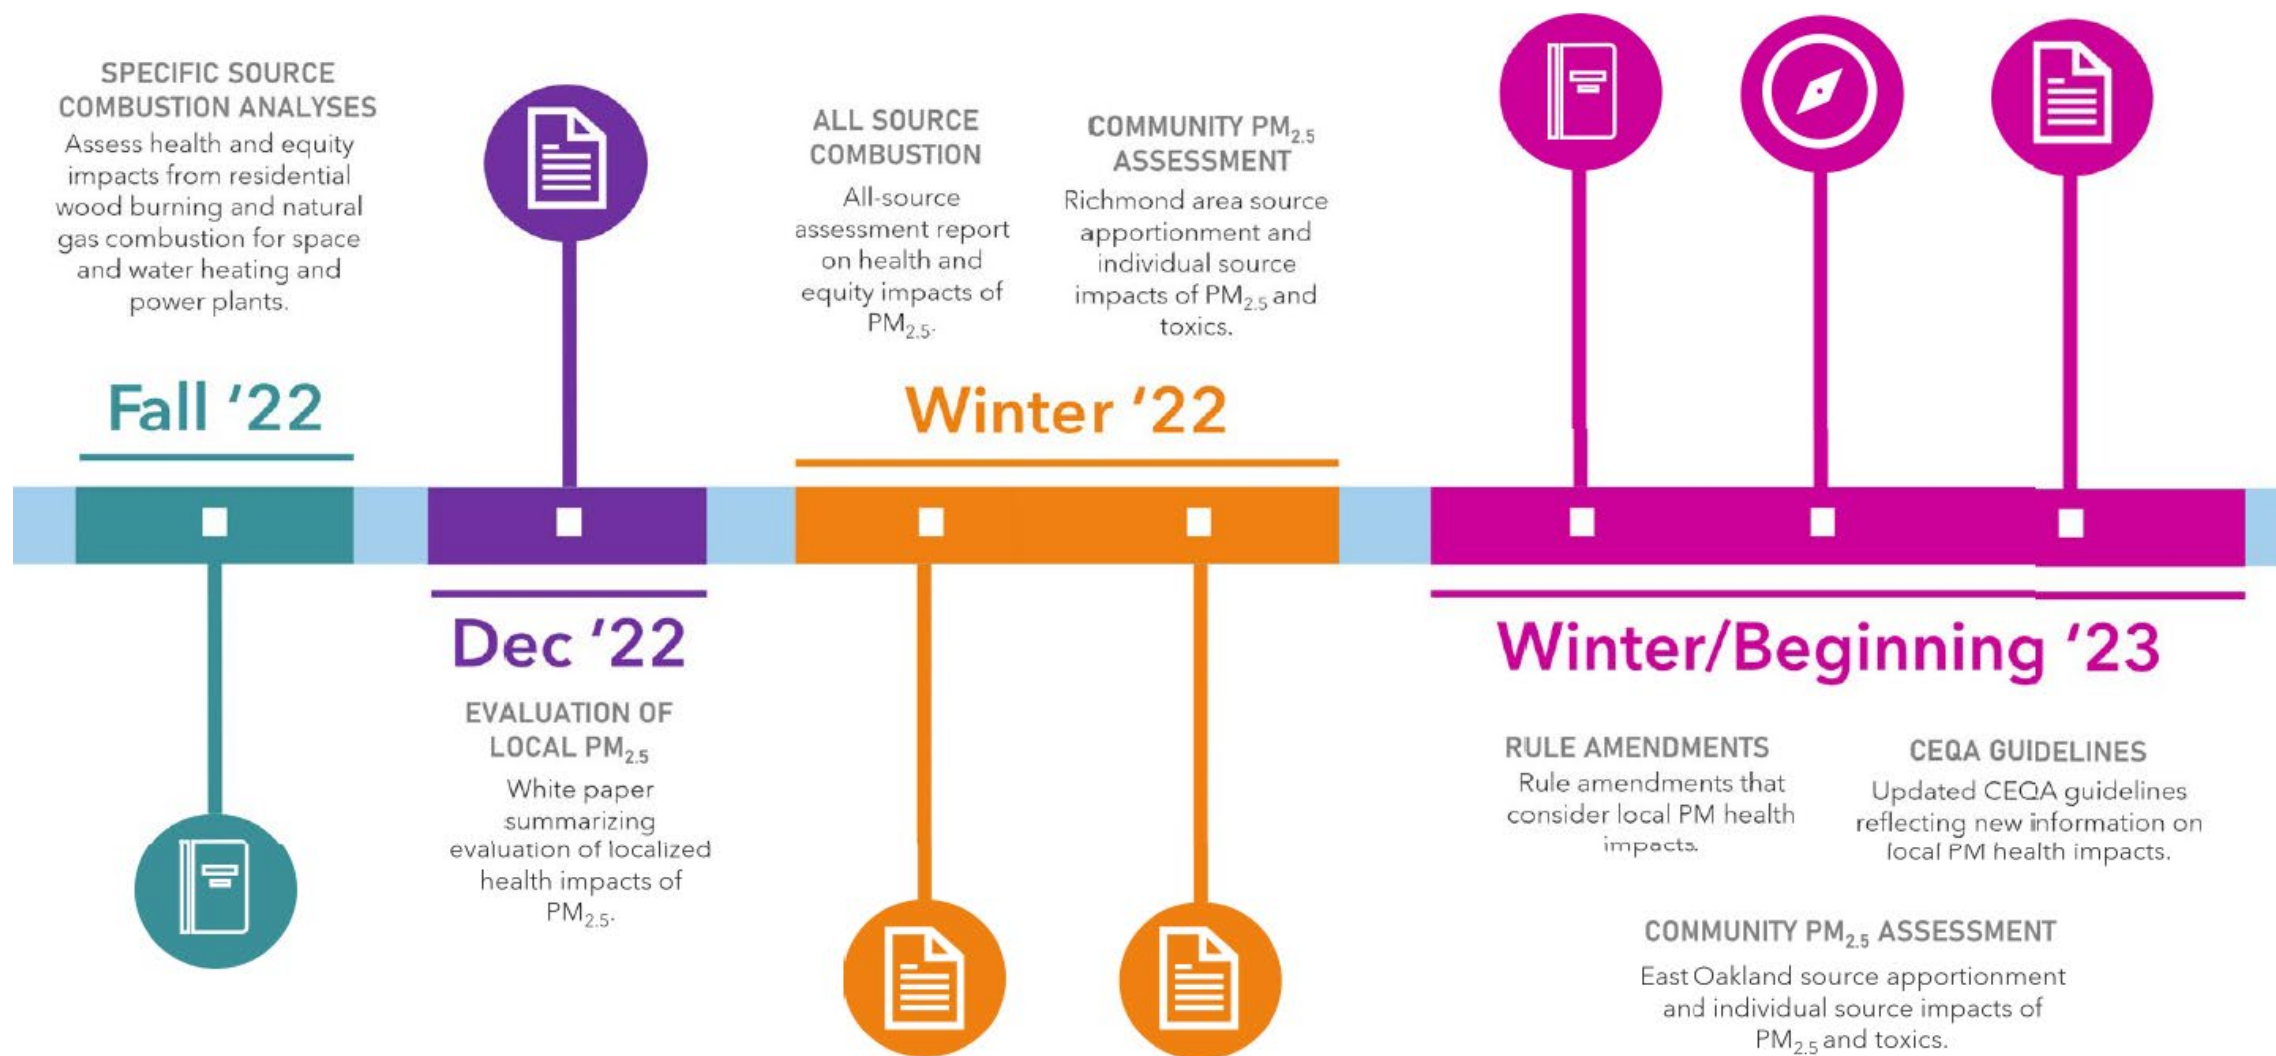 SPECIFIC SOURCE
COMBUSTION ANALYSES
Assess health and equity
impacts from residential
wood burning and natural
gas combustion for space
and water heating and
power plants.
Fall ‘22
Dec ‘22
EVALUATION OF
LOCAL PM2.5
White paper
summarizing
evaluation of localized
health impacts of
PM2.5.
ALL SOURCE
COMBUSTION
All-source
assessment report
on health and
equity impacts of
PM2.5.
COMMUNITY PM2.5
ASSESSMENT
Richmond area source
apportionment and
individual source
impacts of PM2.5 and
toxics.
Winter ‘22
Winter/Beginning ‘23
RULE AMENDMENTS
Rule amendments that
consider local PM health
impacts.
CEQA GUIDELINES
Updated CEQA guidelines
reflecting new information on
local PM health impacts.
COMMUNITY PM2.5 ASSESSMENT
East Oakland source apportionment
and individual source impacts of
PM2.5 and toxics.